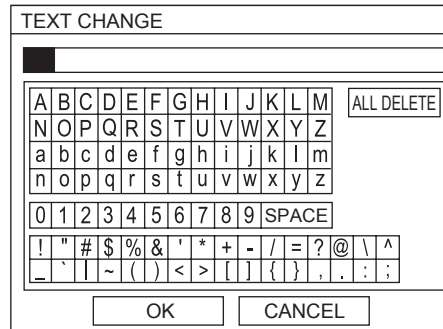 TEXT CHANGE
A B C D E F G H I J K L M ALL DELETE
N O P Q R S T U V W X Y Z
a b c d e f g h i j k l m
n o p q r s t u v w x y z
0 1 2 3 4 5 6 7 8 9 SPACE
! " # $ % & ' * + - / = ? @ \ ^
_ ` | ~ ( ) < > [ ] { } , . : ;
OK CANCEL